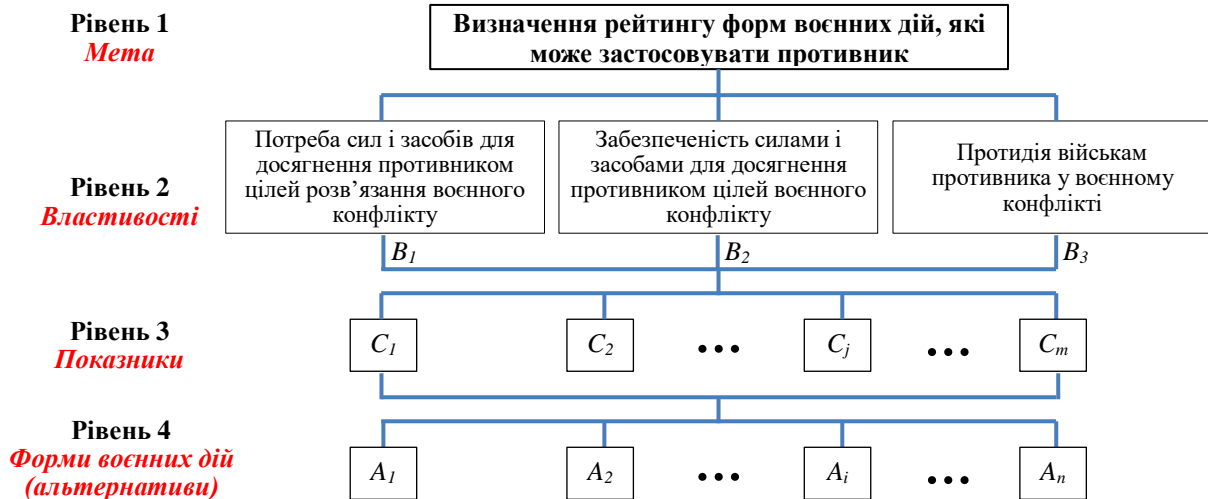 Рівень 1
Мета
Визначення рейтингу форм воєнних дій, які
може застосовувати противник
Рівень 2
Властивості
Потреба сил і засобів для
досягнення противником
цілей розв’язання воєнного
конфлікту
Забезпеченість силами і
засобами для досягнення
противником цілей воєнного
конфлікту
Протидія військам
противника у воєнному
конфлікті
B1
B2
B3
Рівень 3
Показники
C1
C2
•••
Cj
•••
Cm
Рівень 4
Форми воєнних дій
(альтернативи)
A1
A2
•••
Ai
•••
An